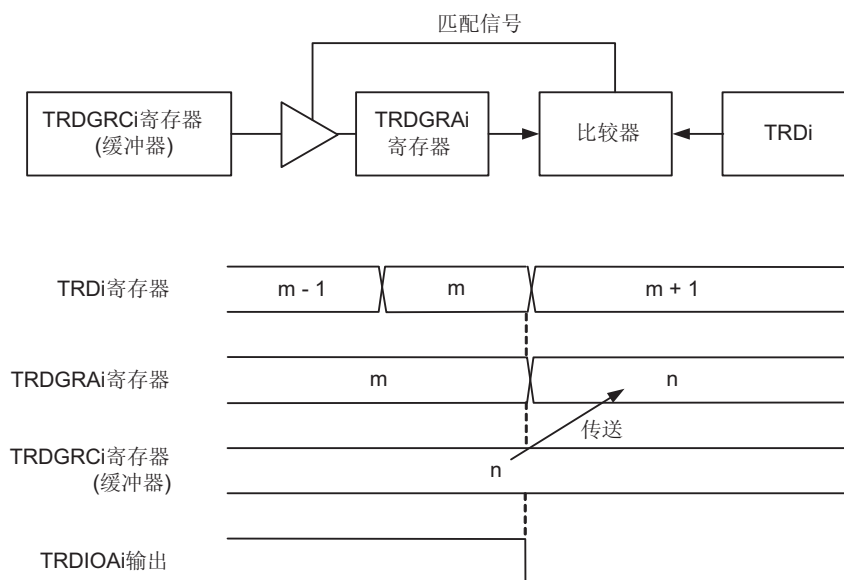 匹配信号
TRDGRCi寄存器
(缓冲器)
TRDGRAi
寄存器
比较器
TRDi
TRDi寄存器
m - 1
m
m + 1
TRDGRAi寄存器
m
n
传送
TRDGRCi寄存器
(缓冲器)
n
TRDIOAi输出